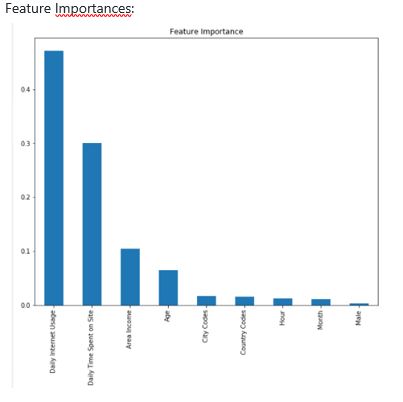 Feature Importances:
Feature Importance
0.4
0.3
0.2
0.1
0.0
Daily Internet Usage
Daily Time Spent on Site
Area Income
Age
City Codes
Country Codes
Hour
Month
Male